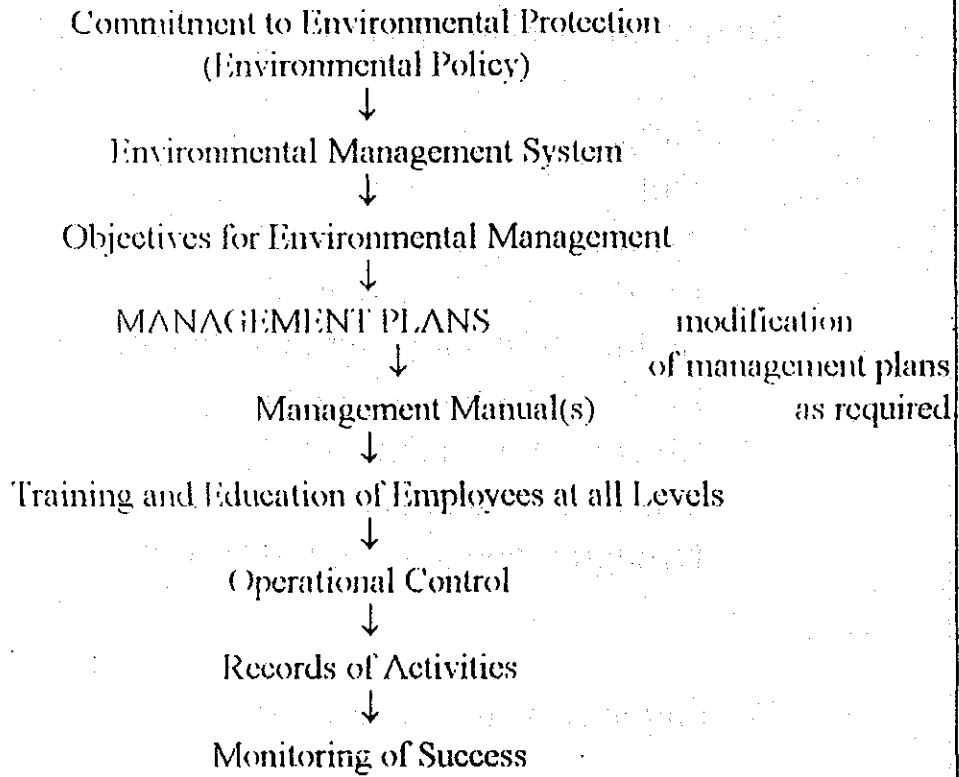 Commitment to Environmental Protection
(Environmental Policy)
↓
Environmental Management System
↓
Objectives for Environmental Management
↓
MANAGEMENT PLANS
modification
of management plans
as required
↓
Management Manual(s)
↓
Training and Education of Employees at all Levels
↓
Operational Control
↓
Records of Activities
↓
Monitoring of Success